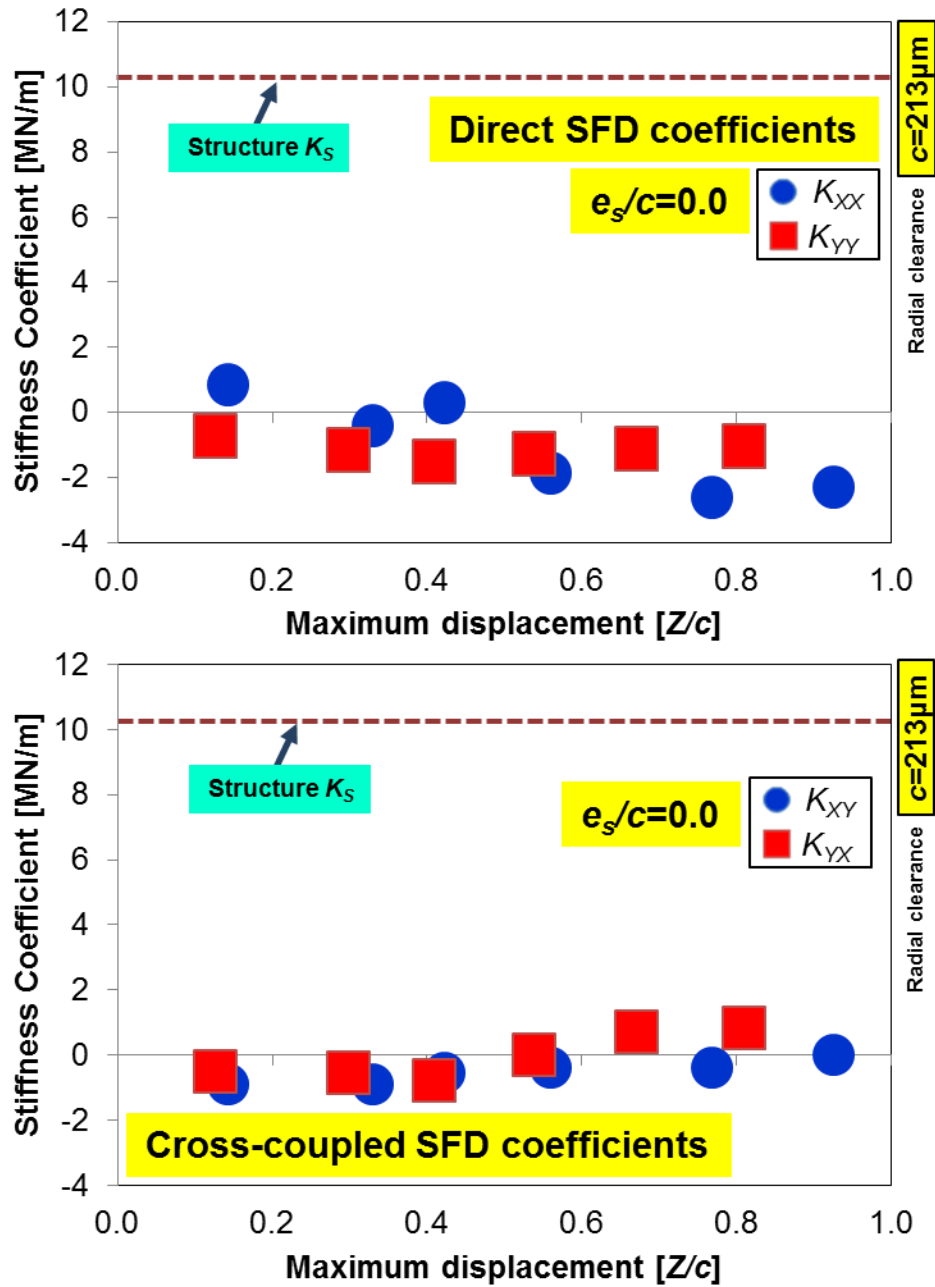 12
10
8
6
4
2
0
-2
-4
Stiffness Coefficient [MN/m]
Structure KS
Direct SFD coefficients
es/c=0.0
KXX
KYY
c=213µm
Radial clearance
0.0 0.2 0.4 0.6 0.8 1.0
Maximum displacement [Z/c]
12
10
8
6
4
2
0
-2
-4
Stiffness Coefficient [MN/m]
Structure KS
es/c=0.0
KXY
KYX
c=213µm
Radial clearance
Cross-coupled SFD coefficients
0.0 0.2 0.4 0.6 0.8 1.0
Maximum displacement [Z/c]